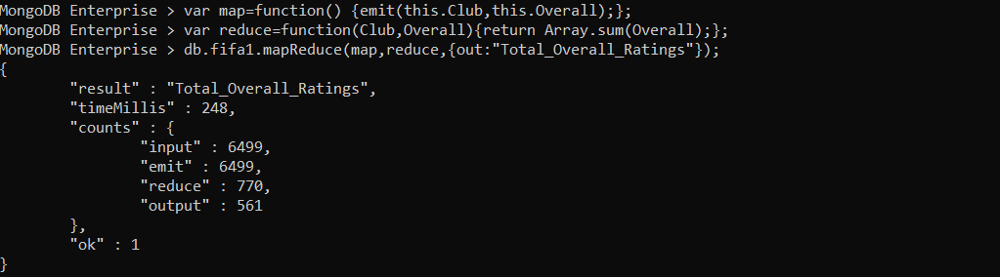 MongoDB Enterprise > var map=function() {emit(this.Club,this.Overall);};
MongoDB Enterprise > var reduce=function(Club,Overall){return Array.sum(Overall);};
MongoDB Enterprise > db.fifa1.mapReduce(map,reduce,{out:"Total_Overall_Ratings"});
{
        "result" : "Total_Overall_Ratings",
        "timeMillis" : 248,
        "counts" : {
                "input" : 6499,
                "emit" : 6499,
                "reduce" : 770,
                "output" : 561
        },
        "ok" : 1
}